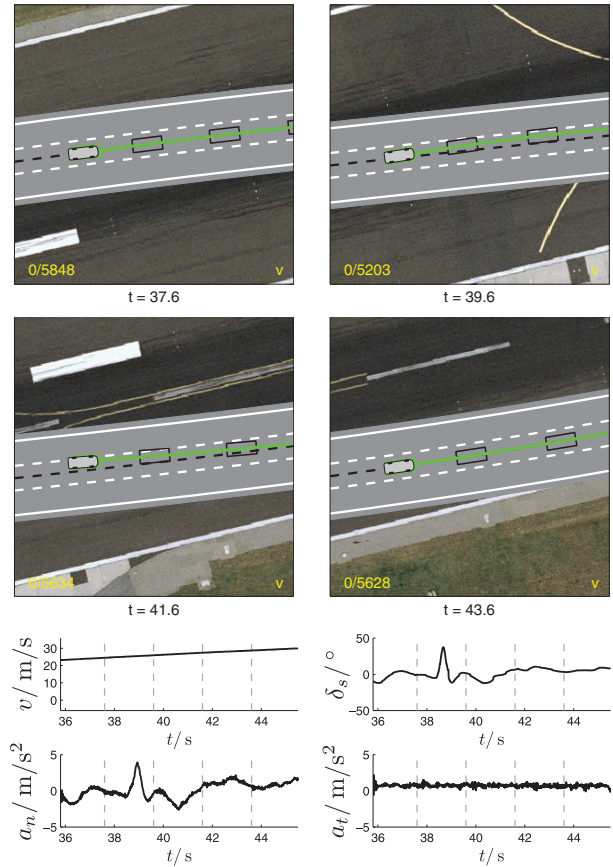 0/5848 v
0/5203 v
t = 37.6
t = 39.6
0/5634 v
0/5628 v
t = 41.6
t = 43.6
v/ m/s
30
20
10
0
36 38 40 42 44
t/ s
δs/ °
50
0
−50
36 38 40 42 44
t/ s
an/ m/s²
5
0
−5
36 38 40 42 44
t/ s
at/ m/s²
5
0
−5
36 38 40 42 44
t/ s